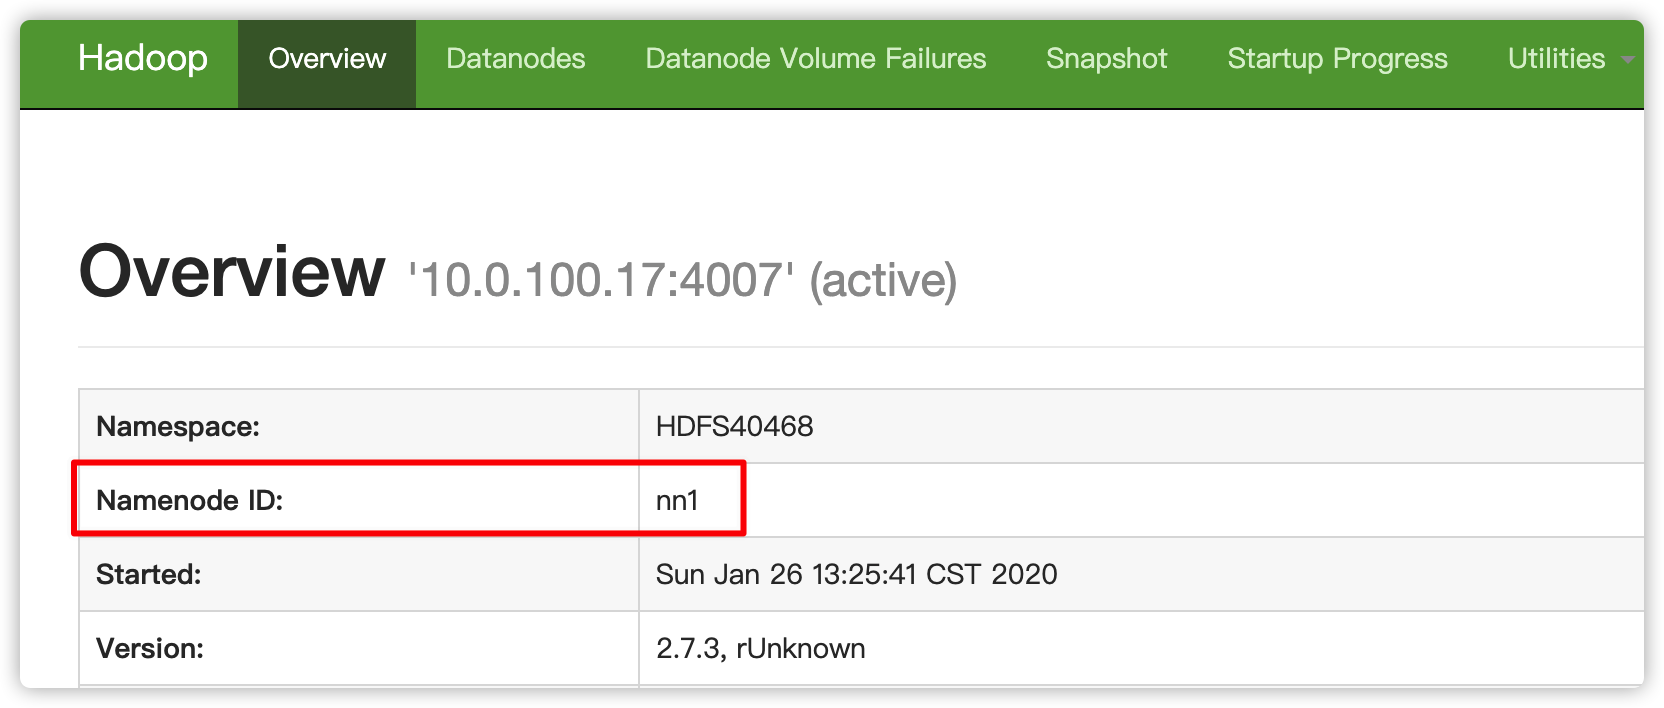 Hadoop Overview Datanodes Datanode Volume Failures Snapshot Startup Progress Utilities
Overview '10.0.100.17:4007' (active)
Namespace: HDFS40468
Namenode ID: nn1
Started: Sun Jan 26 13:25:41 CST 2020
Version: 2.7.3, rUnknown